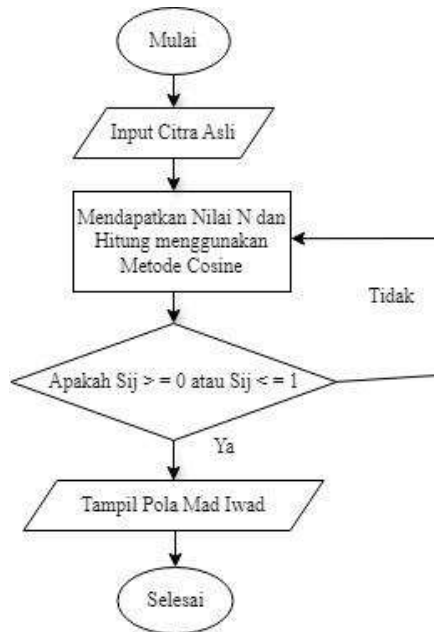 Mulai
Input Citra Asli
Mendapatkan Nilai N dan
Hitung menggunakan
Metode Cosine
Tidak
Apakah Sij > = 0 atau Sij < = 1
Ya
Tampil Pola Mad Iwad
Selesai